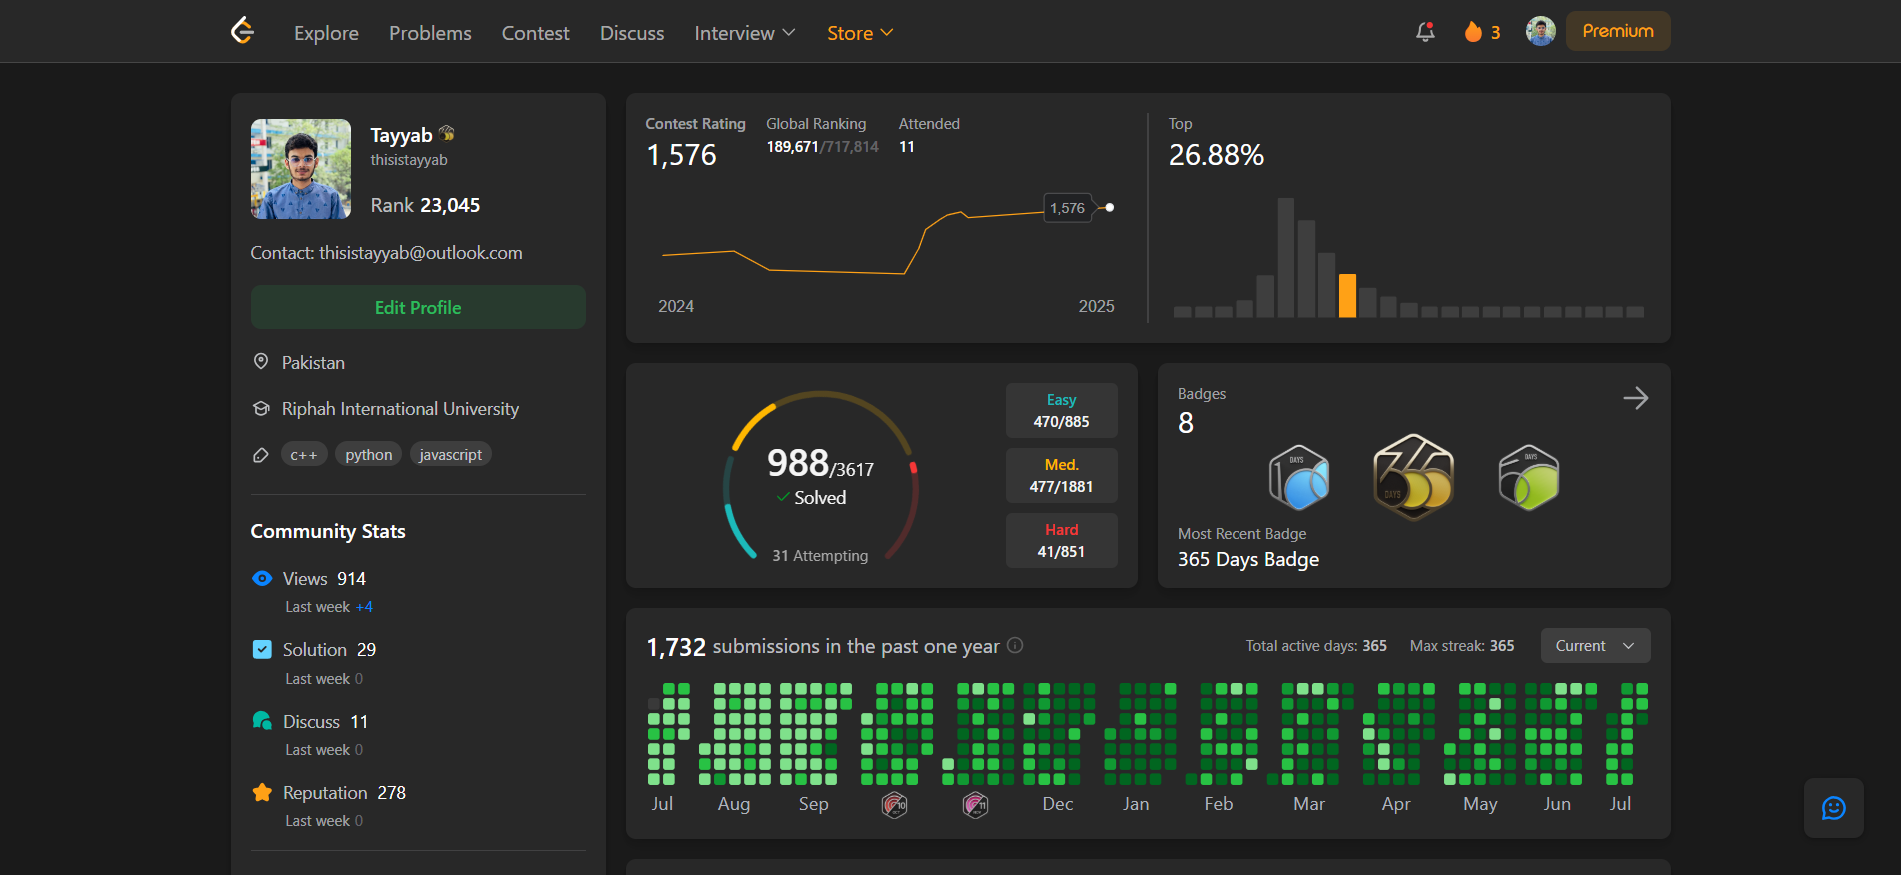 Explore Problems Contest Discuss Interview Store 3 Premium
Tayyab
thisistayyab
Rank 23,045
Contact: thisistayyab@outlook.com
Edit Profile
Pakistan
Riphah International University
c++ python javascript
Community Stats
Views 914
Last week +4
Solution 29
Last week 0
Discuss 11
Last week 0
Reputation 278
Last week 0
Contest Rating Global Ranking Attended
1,576 189,671/717,814 11
1,576
2024 2025
Top
26.88%
988/3617
Solved
31 Attempting
Easy
470/885
Med.
477/1881
Hard
41/851
Badges
8
DAYS DAYS DAYS
Most Recent Badge
365 Days Badge
1,732 submissions in the past one year Total active days: 365 Max streak: 365 Current
Jul Aug Sep 10 11 Dec Jan Feb Mar Apr May Jun Jul